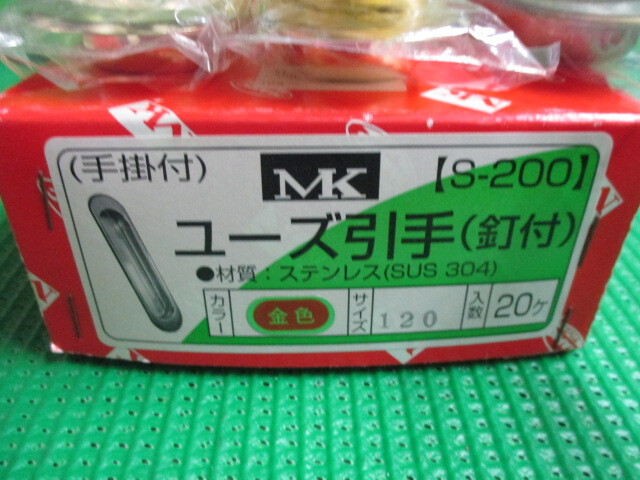 (手掛付) MK 【S-200】
ユーズ引手(釘付)
●材質:ステンレス(SUS 304)
カラー 金色 サイズ 120 入数 20ヶ